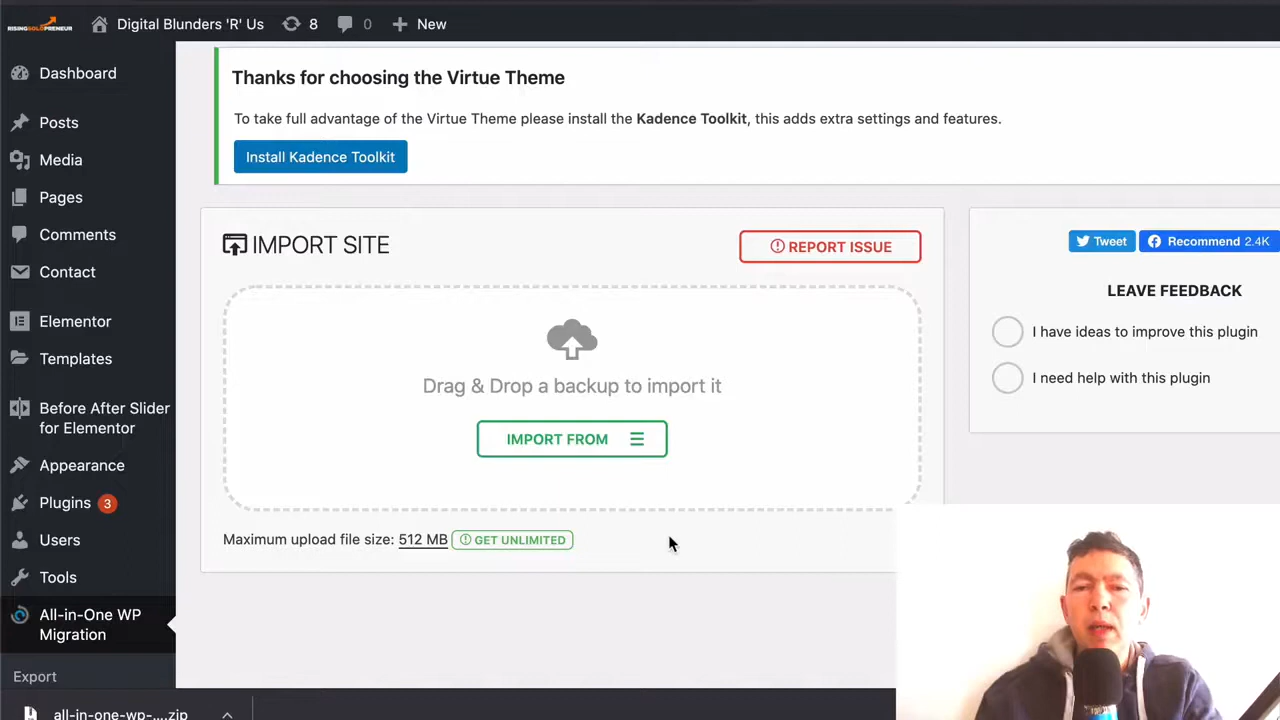 RISINGSOLOPRENEUR
Digital Blunders 'R' Us
8
0
New
Dashboard
Posts
Media
Pages
Comments
Contact
Elementor
Templates
Before After Slider
for Elementor
Appearance
Plugins 3
Users
Tools
All-in-One WP
Migration
Export
Thanks for choosing the Virtue Theme
To take full advantage of the Virtue Theme please install the Kadence Toolkit, this adds extra settings and features.
Install Kadence Toolkit
IMPORT SITE
REPORT ISSUE
Drag & Drop a backup to import it
IMPORT FROM
Maximum upload file size: 512 MB GET UNLIMITED
Tweet
Recommend 2.4K
LEAVE FEEDBACK
I have ideas to improve this plugin
I need help with this plugin
all-in-one-wp-....zip